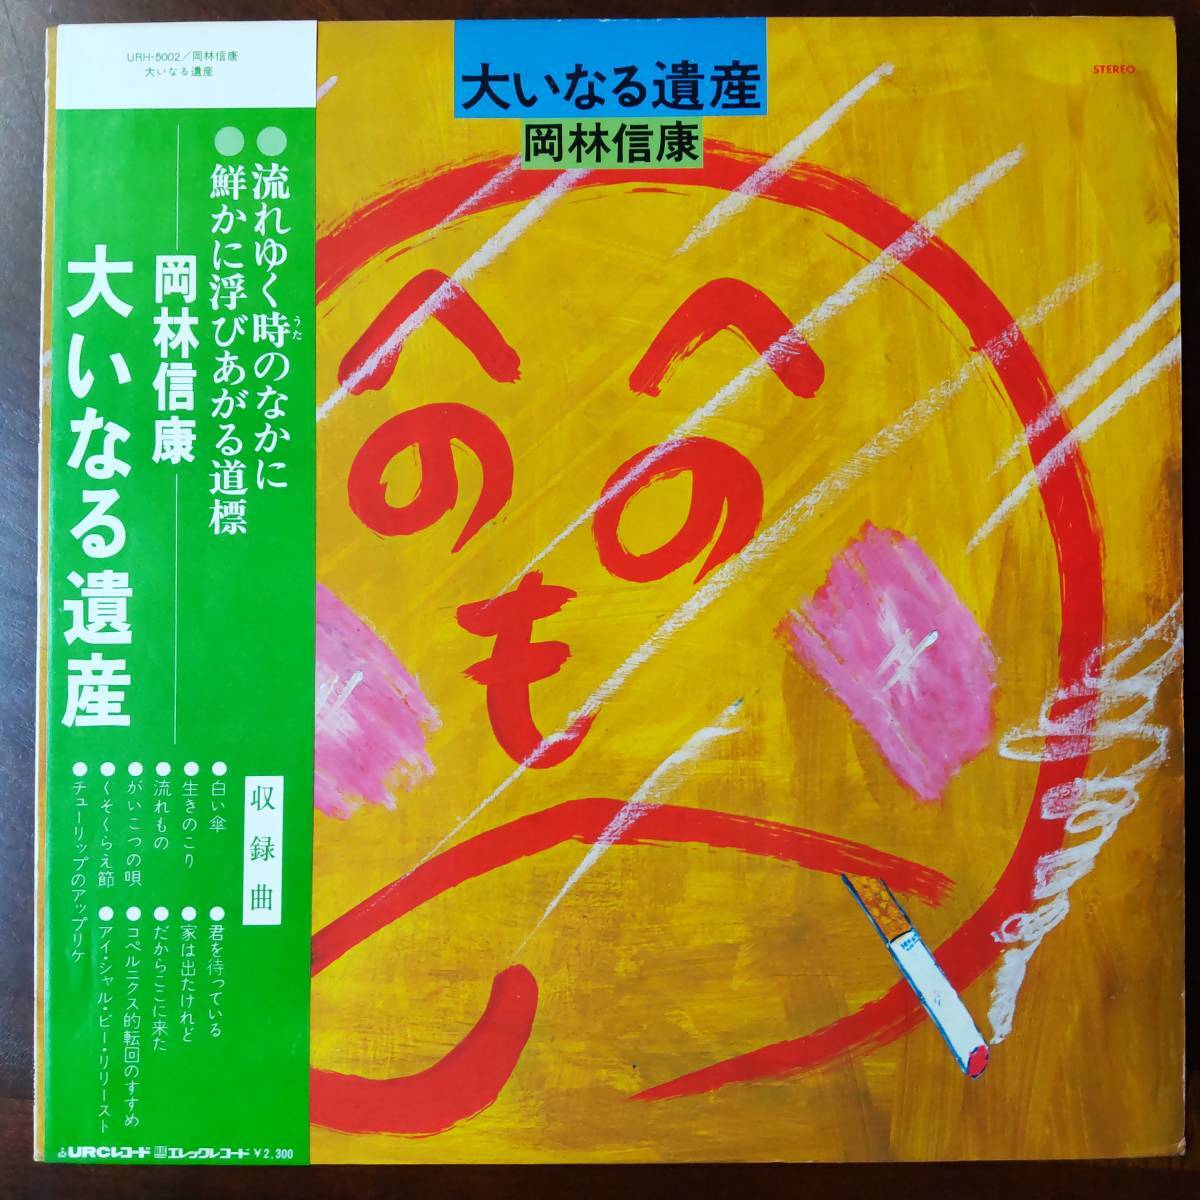 URH-5002／岡林信康
大いなる遺産
●流れゆく時のなかに
うた
●鮮かに浮びあがる道標
岡林信康
大いなる遺産
収録曲
●白い傘
●生きのこり
●流れもの
●がいこつの唄
●くそくらえ節
●チューリップのアップリケ
●君を待っている
●家は出たけれど
●だからここに来た
●コペルニクス的転回のすすめ
●アイ・シャル・ビー・リリースト
URCレコード エレックレコード ¥2,300
大いなる遺産
岡林信康
STEREO
へ へ
の の
も
へ
じ